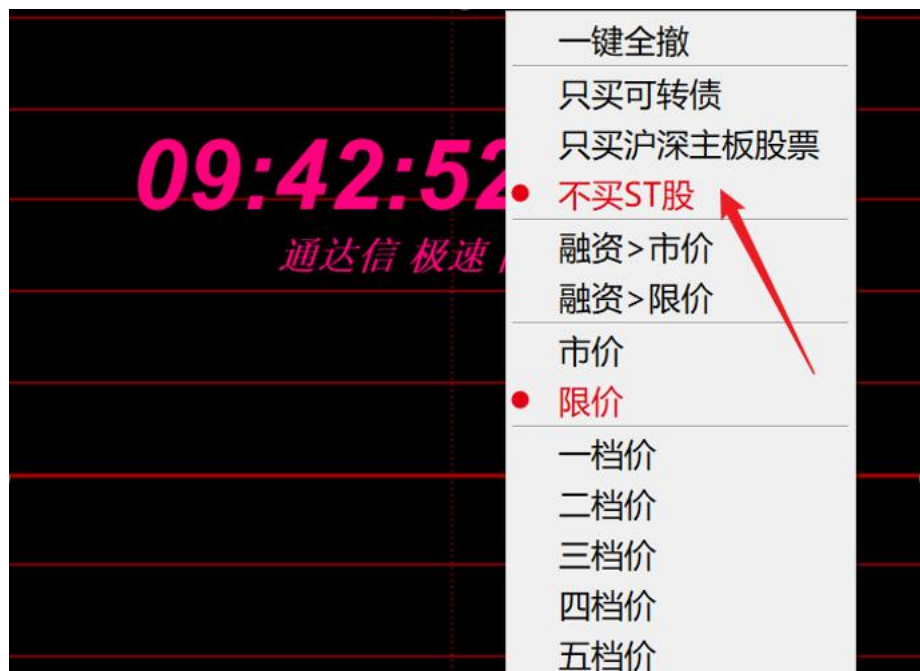 一键全撤
只买可转债
只买沪深主板股票
09:42:52
不买ST股
通达信 极速
融资>市价
融资>限价
市价
限价
一档价
二档价
三档价
四档价
五档价